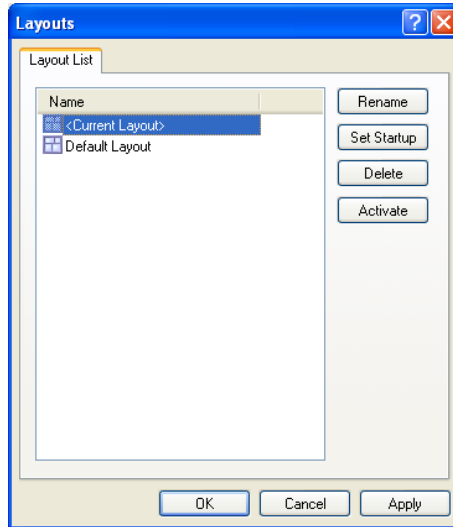 Layouts
Layout List
Name
<Current Layout>
Default Layout
Rename
Set Startup
Delete
Activate
OK Cancel Apply